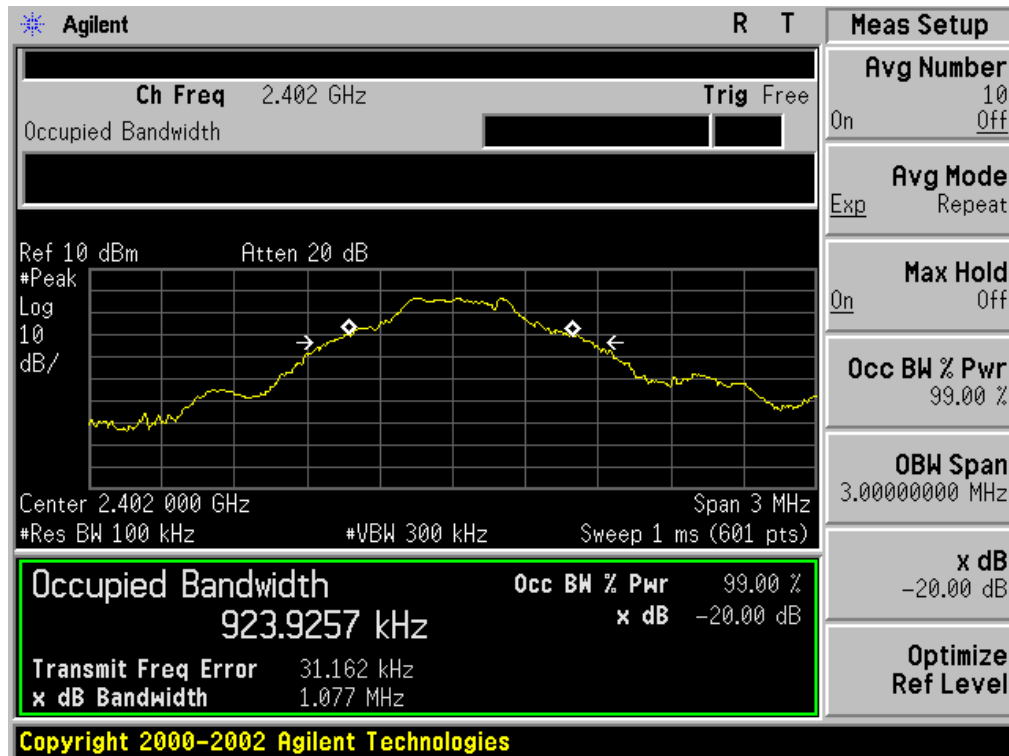 Agilent R T
Meas Setup
Ch Freq 2.402 GHz Trig Free
Occupied Bandwidth
Ref 10 dBm Atten 20 dB
#Peak
Log
10
dB/
Center 2.402 000 GHz Span 3 MHz
#Res BW 100 kHz #VBW 300 kHz Sweep 1 ms (601 pts)
Occupied Bandwidth
923.9257 kHz
Occ BW % Pwr 99.00 %
x dB -20.00 dB
Transmit Freq Error 31.162 kHz
x dB Bandwidth 1.077 MHz
Avg Number
10
On Off
Avg Mode
Exp Repeat
Max Hold
On Off
Occ BW % Pwr
99.00 %
OBW Span
3.00000000 MHz
x dB
-20.00 dB
Optimize
Ref Level
Copyright 2000-2002 Agilent Technologies